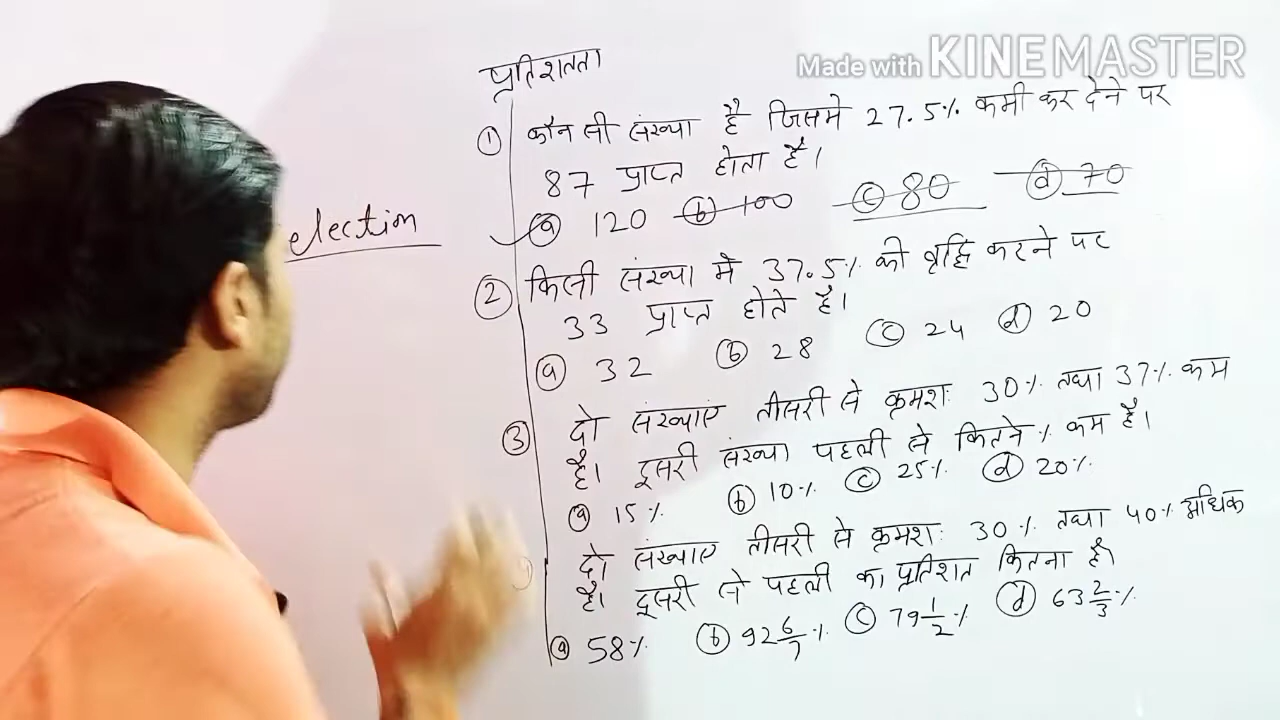 Made with KINEMASTER
प्रतिशतता
① कौन सी संख्या है जिसमे 27.5% कमी कर देने पर
87 प्राप्त होता है।
ⓐ 120 ⓑ 100 ⓒ 80 ⓓ 70
election
② किसी संख्या मे 37.5% की वृद्धि करने पर
33 प्राप्त होते है।
ⓐ 32 ⓑ 28 ⓒ 24 ⓓ 20
③ दो संख्याएं तीसरी से क्रमशः 30% तथा 37% कम
है। दूसरी संख्या पहली से कितने % कम है।
ⓐ 15% ⓑ 10% ⓒ 25% ⓓ 20%
दो संख्याएं तीसरी से क्रमशः 30% तथा 40% अधिक
है। दूसरी से पहली का प्रतिशत कितना है।
ⓐ 58% ⓑ 92 6/7% ⓒ 79 1/2% ⓓ 63 2/3%